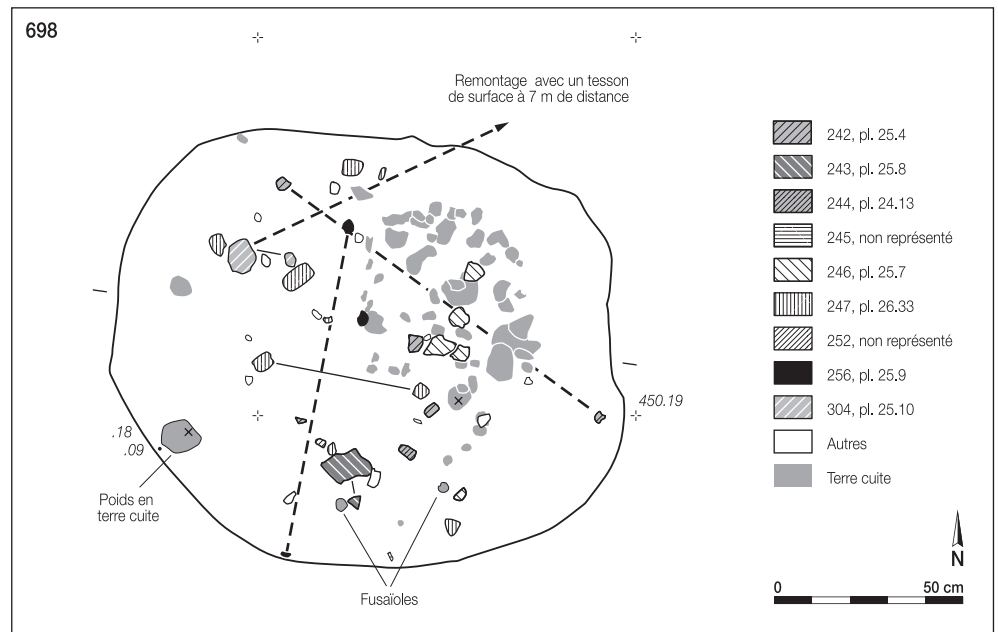 698
Remontage avec un tesson
de surface à 7 m de distance
450.19
.18
.09
Poids en
terre cuite
Fusaïoles
242, pl. 25.4
243, pl. 25.8
244, pl. 24.13
245, non représenté
246, pl. 25.7
247, pl. 26.33
252, non représenté
256, pl. 25.9
304, pl. 25.10
Autres
Terre cuite
N
0 50 cm